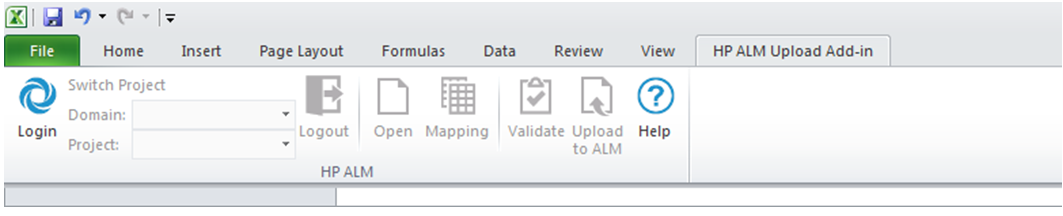 File Home Insert Page Layout Formulas Data Review View HP ALM Upload Add-in
Switch Project
Domain:
Project:
Login Logout Open Mapping Validate Upload to ALM Help
HP ALM